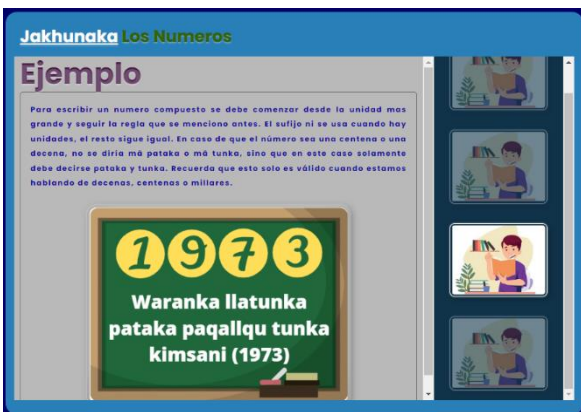 Jakhunaka Los Numeros
Ejemplo
Para escribir un numero compuesto se debe comenzar desde la unidad mas
grande y seguir la regla que se menciono antes. El sufijo ni se usa cuando hay
unidades, el resto sigue igual. En caso de que el número sea una centena o una
decena, no se diria mä pataka o mä tunka, sino que en este caso solamente
debe decirse pataka y tunka. Recuerda que esto solo es válido cuando estamos
hablando de decenas, centenas o millares.
1973
Waranka llatunka
pataka paqallqu tunka
kimsani (1973)